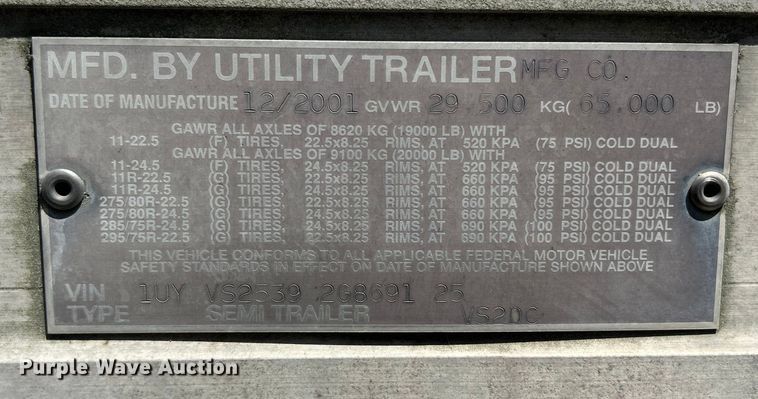 MFD. BY UTILITY TRAILER MFG CO.
DATE OF MANUFACTURE 12/2001 GVWR 29.500 KG( 65.000 LB)
GAWR ALL AXLES OF 8620 KG (19000 LB) WITH
11-22.5 (F) TIRES, 22.5x8.25 RIMS, AT 520 KPA (75 PSI) COLD DUAL
GAWR ALL AXLES OF 9100 KG (20000 LB) WITH
11-24.5 (F) TIRES, 24.5x8.25 RIMS, AT 520 KPA (75 PSI) COLD DUAL
11R-22.5 (G) TIRES, 22.5x8.25 RIMS, AT 660 KPA (95 PSI) COLD DUAL
11R-24.5 (G) TIRES, 24.5x8.25 RIMS, AT 660 KPA (95 PSI) COLD DUAL
275/80R-22.5 (G) TIRES, 22.5x8.25 RIMS, AT 660 KPA (95 PSI) COLD DUAL
275/80R-24.5 (G) TIRES, 24.5x8.25 RIMS, AT 660 KPA (95 PSI) COLD DUAL
285/75R-24.5 (G) TIRES, 24.5x8.25 RIMS, AT 690 KPA (100 PSI) COLD DUAL
295/75R-22.5 (G) TIRES, 22.5x8.25 RIMS, AT 690 KPA (100 PSI) COLD DUAL
THIS VEHICLE CONFORMS TO ALL APPLICABLE FEDERAL MOTOR VEHICLE
SAFETY STANDARDS IN EFFECT ON DATE OF MANUFACTURE SHOWN ABOVE
VIN 1UY VS2539 2G8691 25
TYPE SEMI TRAILER VS2DC
Purple Wave Auction